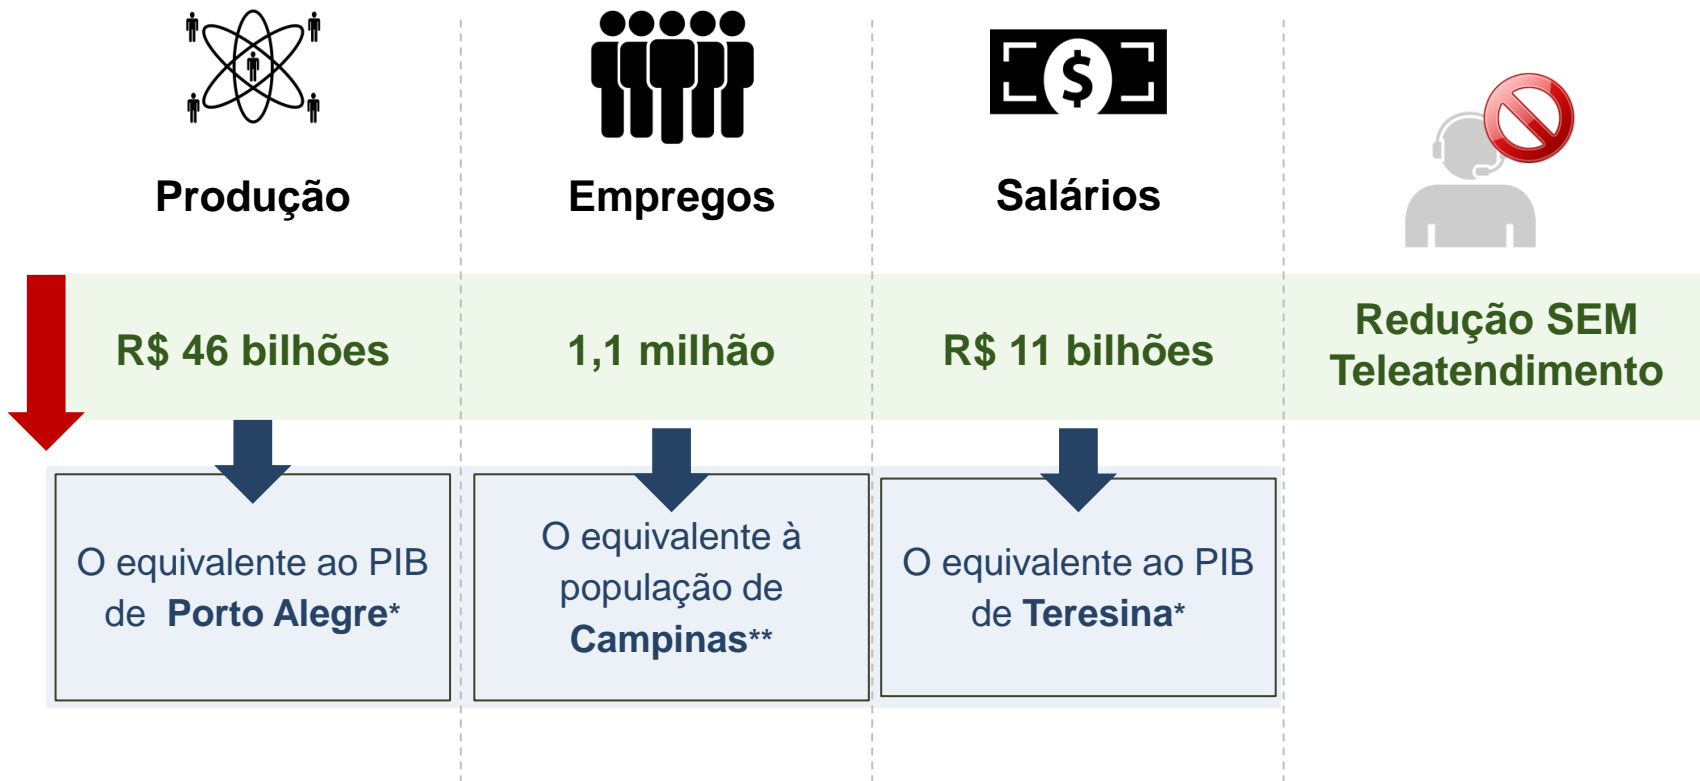 Produção
Empregos
Salários
R$ 46 bilhões
1,1 milhão
R$ 11 bilhões
Redução SEM
Teleatendimento
O equivalente ao PIB
de Porto Alegre*
O equivalente à
população de
Campinas**
O equivalente ao PIB
de Teresina*